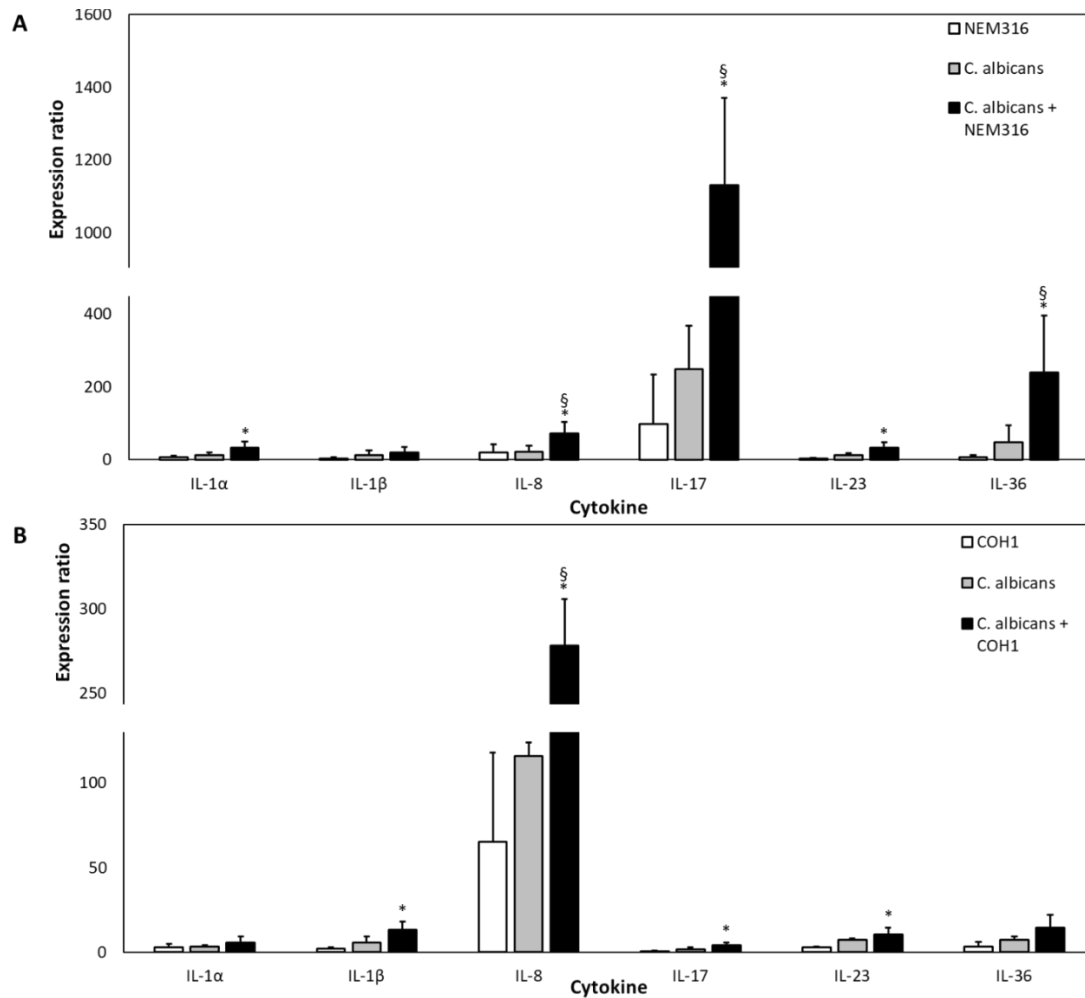 A
1600
1400
1200
1000
400
200
0
Expression ratio
NEM316
C. albicans
C. albicans +
NEM316
*
§
*
§
*
*
§
*
IL-1α IL-1β IL-8 IL-17 IL-23 IL-36
Cytokine
B
350
300
250
100
50
0
Expression ratio
COH1
C. albicans
C. albicans +
COH1
*
§
*
*
*
IL-1α IL-1β IL-8 IL-17 IL-23 IL-36
Cytokine